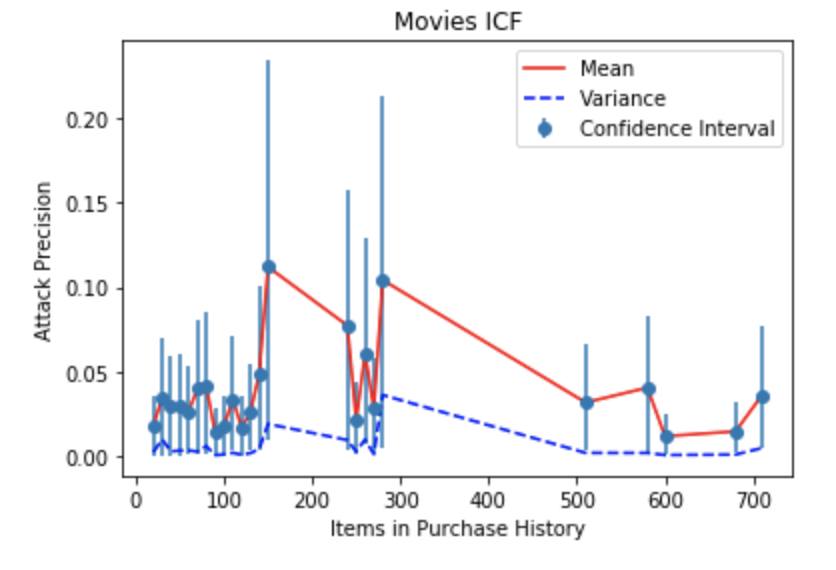 Movies ICF
Mean
Variance
Confidence Interval
Attack Precision
0.20
0.15
0.10
0.05
0.00
0 100 200 300 400 500 600 700
Items in Purchase History